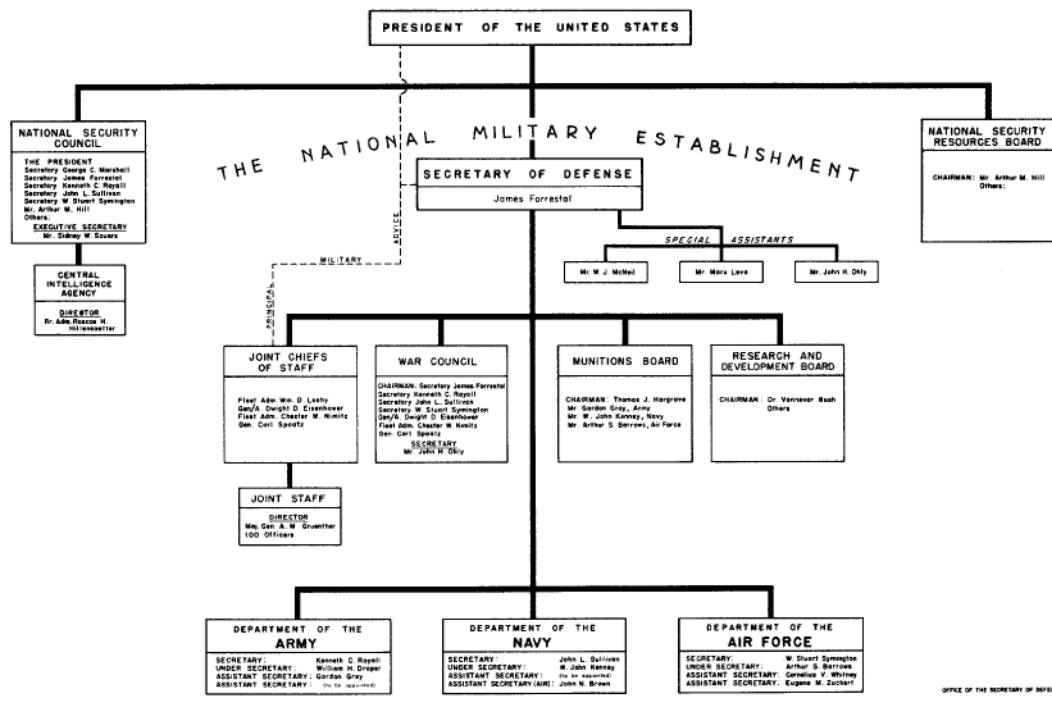 PRESIDENT OF THE UNITED STATES
THE NATIONAL MILITARY ESTABLISHMENT
NATIONAL SECURITY
COUNCIL
THE PRESIDENT
Secretary George C. Marshall
Secretary James Forrestal
Secretary Kenneth C. Royall
Secretary John L. Sullivan
Secretary W. Stuart Symington
Mr. Arthur M. Hill
Others:
EXECUTIVE SECRETARY
Mr. Sidney W. Souers
CENTRAL
INTELLIGENCE
AGENCY
DIRECTOR
Rr. Adm. Roscoe H.
Hillenkoetter
SECRETARY OF DEFENSE
James Forrestal
NATIONAL SECURITY
RESOURCES BOARD
CHAIRMAN: Mr. Arthur M. Hill
Others:
SPECIAL ASSISTANTS
Mr. W. J. McNeil
Mr. Marx Leva
Mr. John H. Ohly
PRINCIPAL
MILITARY
ADVICE
JOINT CHIEFS
OF STAFF
Fleet Adm. Wm. D. Leahy
Gen/A. Dwight D. Eisenhower
Fleet Adm. Chester W. Nimitz
Gen. Carl Spaatz
JOINT STAFF
DIRECTOR
Maj. Gen. A. M. Gruenther
100 Officers
WAR COUNCIL
CHAIRMAN: Secretary James Forrestal
Secretary Kenneth C. Royall
Secretary John L. Sullivan
Secretary W. Stuart Symington
Gen/A. Dwight D. Eisenhower
Fleet Adm. Chester W. Nimitz
Gen. Carl Spaatz
SECRETARY
Mr. John H. Ohly
MUNITIONS BOARD
CHAIRMAN: Thomas J. Hargrave
Mr. Gordon Gray, Army
Mr. W. John Kenney, Navy
Mr. Arthur S. Barrows, Air Force
RESEARCH AND
DEVELOPMENT BOARD
CHAIRMAN: Dr. Vannevar Bush
Others
DEPARTMENT OF THE
ARMY
SECRETARY: Kenneth C. Royall
UNDER SECRETARY: William H. Draper
ASSISTANT SECRETARY: Gordon Gray
ASSISTANT SECRETARY: (to be appointed)
DEPARTMENT OF THE
NAVY
SECRETARY: John L. Sullivan
UNDER SECRETARY: W. John Kenney
ASSISTANT SECRETARY: (to be appointed)
ASSISTANT SECRETARY (AIR): John N. Brown
DEPARTMENT OF THE
AIR FORCE
SECRETARY: W. Stuart Symington
UNDER SECRETARY: Arthur S. Barrows
ASSISTANT SECRETARY: Cornelius V. Whitney
ASSISTANT SECRETARY: Eugene M. Zuckert
OFFICE OF THE SECRETARY OF DEFE